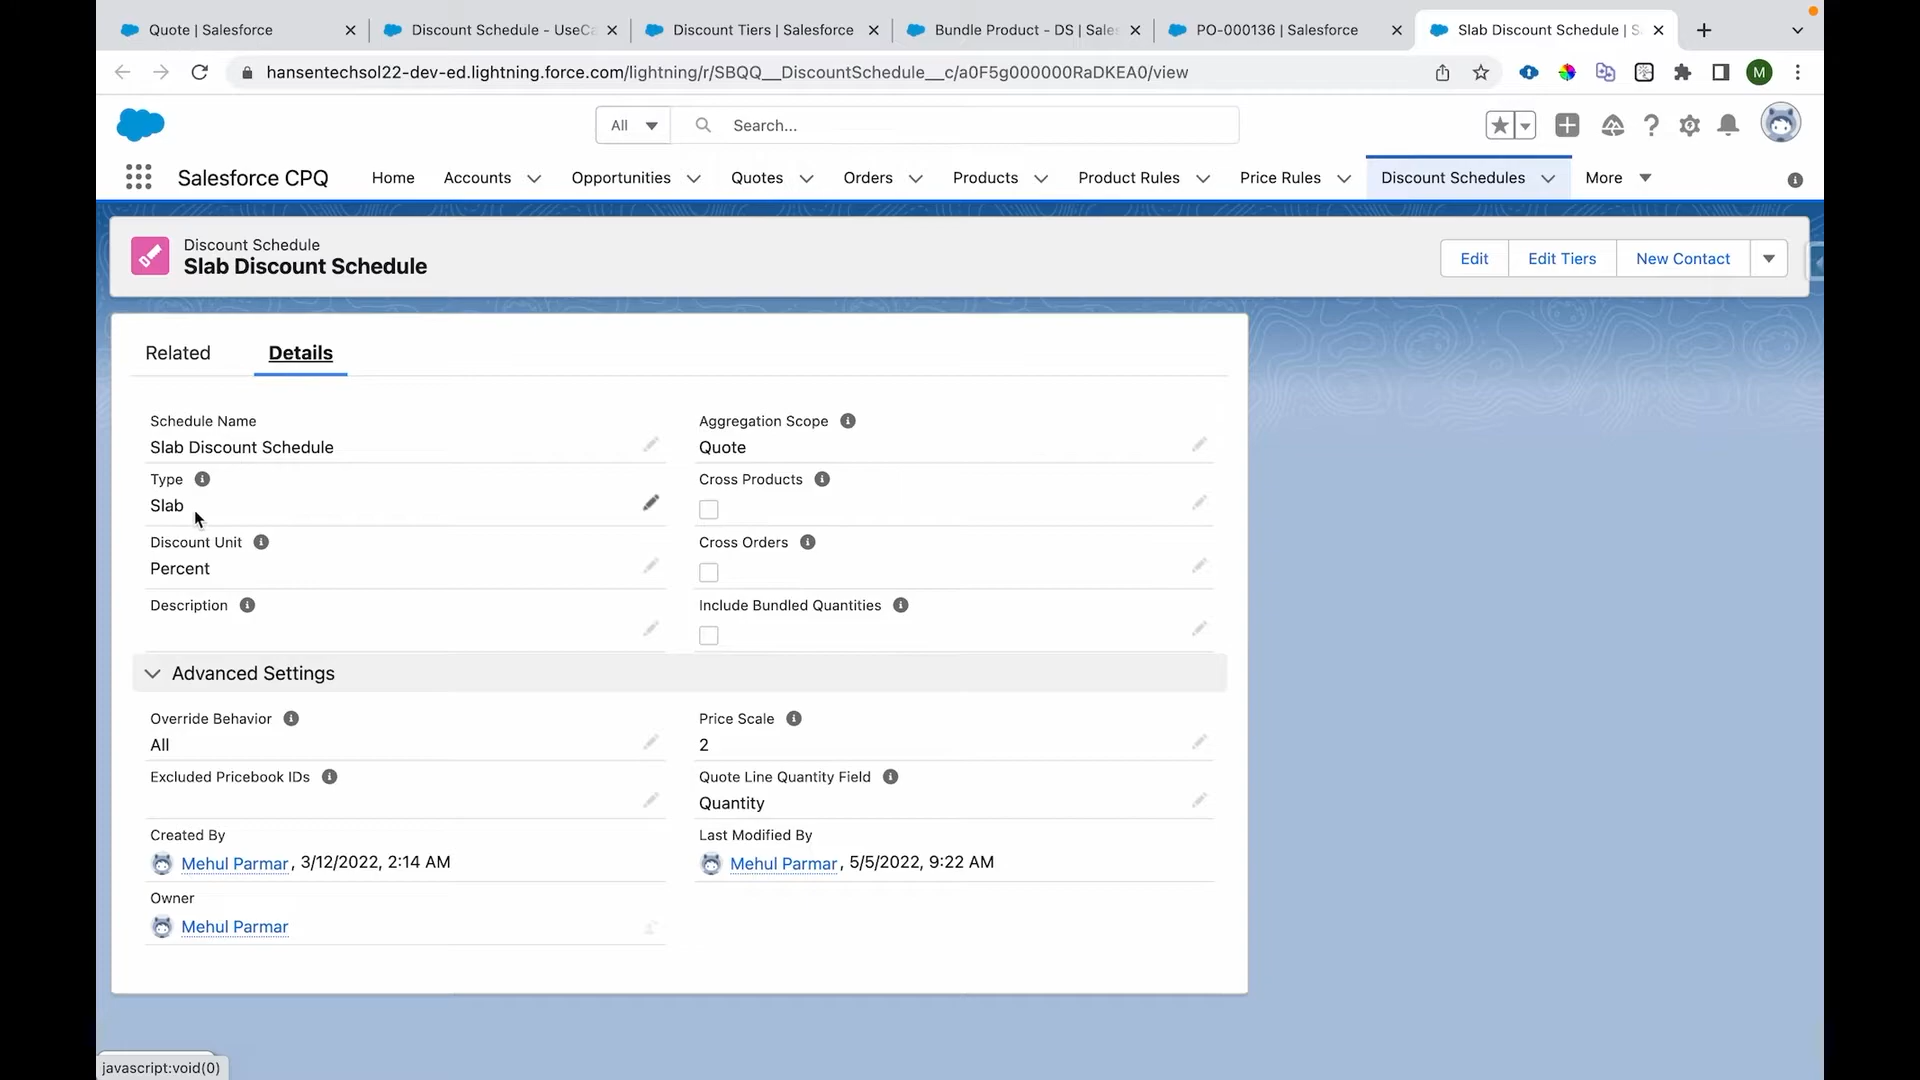 Quote | Salesforce
Discount Schedule - UseCa
Discount Tiers | Salesforce
Bundle Product - DS | Sales
PO-000136 | Salesforce
Slab Discount Schedule | S
hansentechsol22-dev-ed.lightning.force.com/lightning/r/SBQQ__DiscountSchedule__c/a0F5g000000RaDKEA0/view
M
All
Search...
Salesforce CPQ
Home
Accounts
Opportunities
Quotes
Orders
Products
Product Rules
Price Rules
Discount Schedules
More
Discount Schedule
Slab Discount Schedule
Edit
Edit Tiers
New Contact
Related
Details
Schedule Name
Slab Discount Schedule
Aggregation Scope
Quote
Type
Slab
Cross Products
Discount Unit
Percent
Cross Orders
Description
Include Bundled Quantities
Advanced Settings
Override Behavior
All
Price Scale
2
Excluded Pricebook IDs
Quote Line Quantity Field
Quantity
Created By
Mehul Parmar, 3/12/2022, 2:14 AM
Last Modified By
Mehul Parmar, 5/5/2022, 9:22 AM
Owner
Mehul Parmar
javascript:void(0)